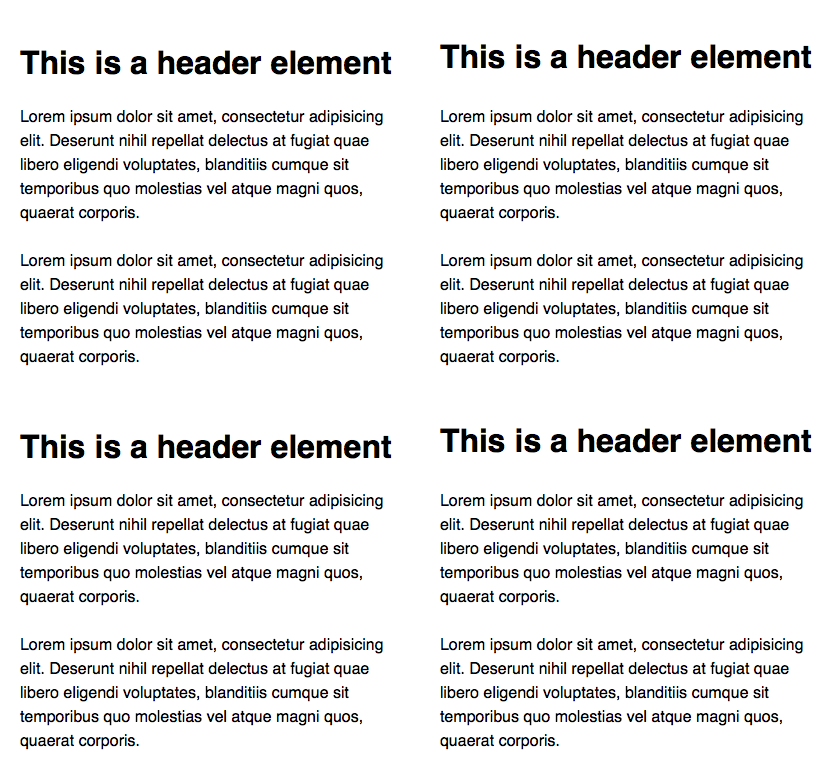 This is a header element
Lorem ipsum dolor sit amet, consectetur adipisicing
elit. Deserunt nihil repellat delectus at fugiat quae
libero eligendi voluptates, blanditiis cumque sit
temporibus quo molestias vel atque magni quos,
quaerat corporis.
Lorem ipsum dolor sit amet, consectetur adipisicing
elit. Deserunt nihil repellat delectus at fugiat quae
libero eligendi voluptates, blanditiis cumque sit
temporibus quo molestias vel atque magni quos,
quaerat corporis.
This is a header element
Lorem ipsum dolor sit amet, consectetur adipisicing
elit. Deserunt nihil repellat delectus at fugiat quae
libero eligendi voluptates, blanditiis cumque sit
temporibus quo molestias vel atque magni quos,
quaerat corporis.
Lorem ipsum dolor sit amet, consectetur adipisicing
elit. Deserunt nihil repellat delectus at fugiat quae
libero eligendi voluptates, blanditiis cumque sit
temporibus quo molestias vel atque magni quos,
quaerat corporis.
This is a header element
Lorem ipsum dolor sit amet, consectetur adipisicing
elit. Deserunt nihil repellat delectus at fugiat quae
libero eligendi voluptates, blanditiis cumque sit
temporibus quo molestias vel atque magni quos,
quaerat corporis.
Lorem ipsum dolor sit amet, consectetur adipisicing
elit. Deserunt nihil repellat delectus at fugiat quae
libero eligendi voluptates, blanditiis cumque sit
temporibus quo molestias vel atque magni quos,
quaerat corporis.
This is a header element
Lorem ipsum dolor sit amet, consectetur adipisicing
elit. Deserunt nihil repellat delectus at fugiat quae
libero eligendi voluptates, blanditiis cumque sit
temporibus quo molestias vel atque magni quos,
quaerat corporis.
Lorem ipsum dolor sit amet, consectetur adipisicing
elit. Deserunt nihil repellat delectus at fugiat quae
libero eligendi voluptates, blanditiis cumque sit
temporibus quo molestias vel atque magni quos,
quaerat corporis.